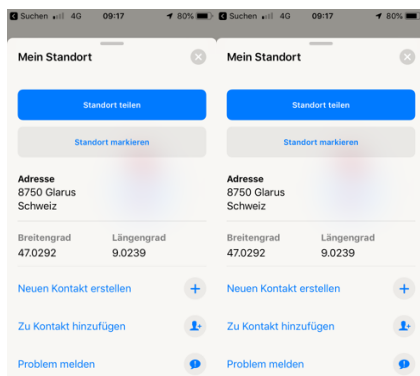 Suchen 4G 09:17 80%
Mein Standort
Standort teilen
Standort markieren
Adresse
8750 Glarus
Schweiz
Breitengrad Längengrad
47.0292 9.0239
Neuen Kontakt erstellen
Zu Kontakt hinzufügen
Problem melden
Suchen 4G 09:17 80%
Mein Standort
Standort teilen
Standort markieren
Adresse
8750 Glarus
Schweiz
Breitengrad Längengrad
47.0292 9.0239
Neuen Kontakt erstellen
Zu Kontakt hinzufügen
Problem melden